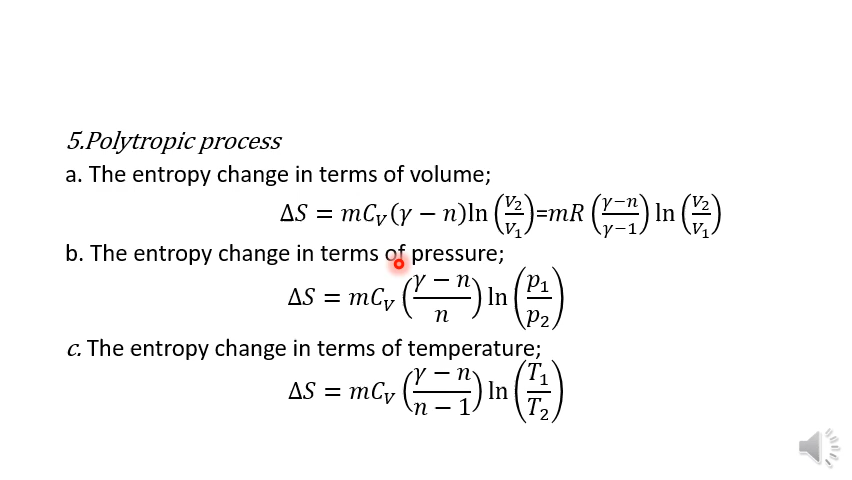 5.Polytropic process
a. The entropy change in terms of volume;
ΔS = mC_V(γ − n)ln(V₂/V₁)=mR((γ−n)/(γ−1)) ln(V₂/V₁)
b. The entropy change in terms of pressure;
ΔS = mC_V((γ − n)/n) ln(p₁/p₂)
c. The entropy change in terms of temperature;
ΔS = mC_V((γ − n)/(n − 1)) ln(T₁/T₂)